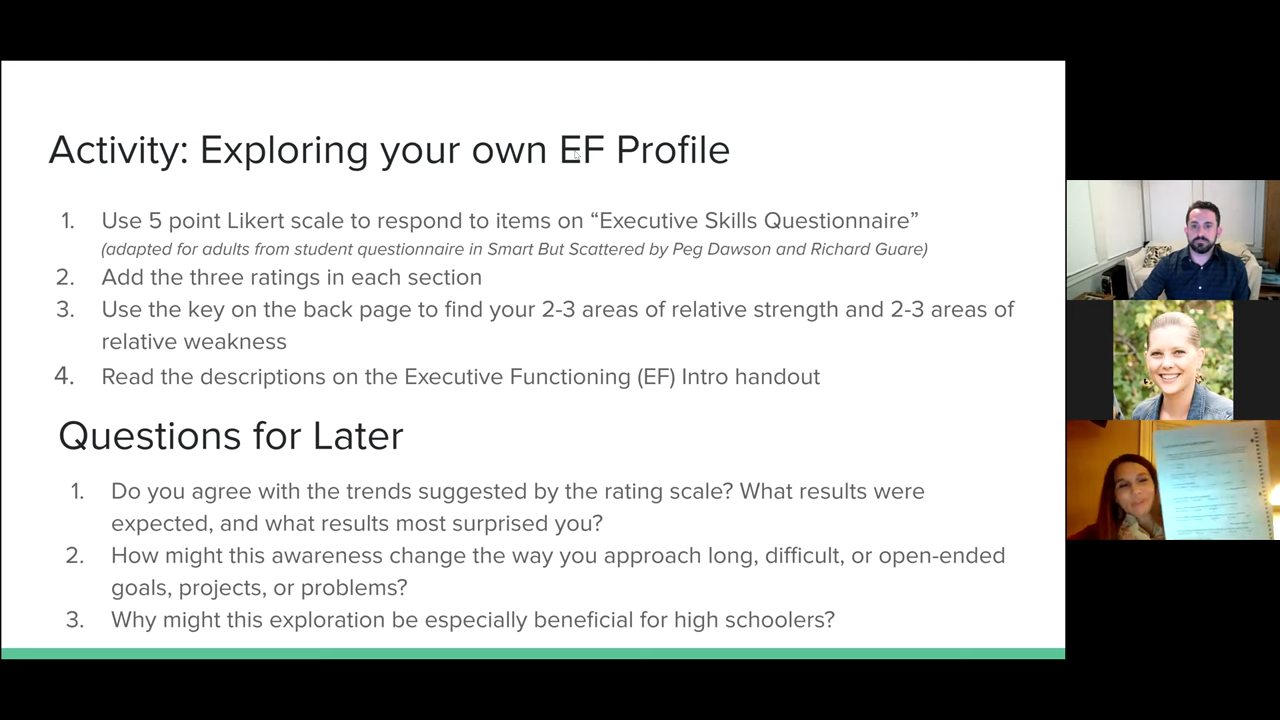 Activity: Exploring your own EF Profile
1. Use 5 point Likert scale to respond to items on “Executive Skills Questionnaire”
(adapted for adults from student questionnaire in Smart But Scattered by Peg Dawson and Richard Guare)
2. Add the three ratings in each section
3. Use the key on the back page to find your 2-3 areas of relative strength and 2-3 areas of
relative weakness
4. Read the descriptions on the Executive Functioning (EF) Intro handout
Questions for Later
1. Do you agree with the trends suggested by the rating scale? What results were
expected, and what results most surprised you?
2. How might this awareness change the way you approach long, difficult, or open-ended
goals, projects, or problems?
3. Why might this exploration be especially beneficial for high schoolers?